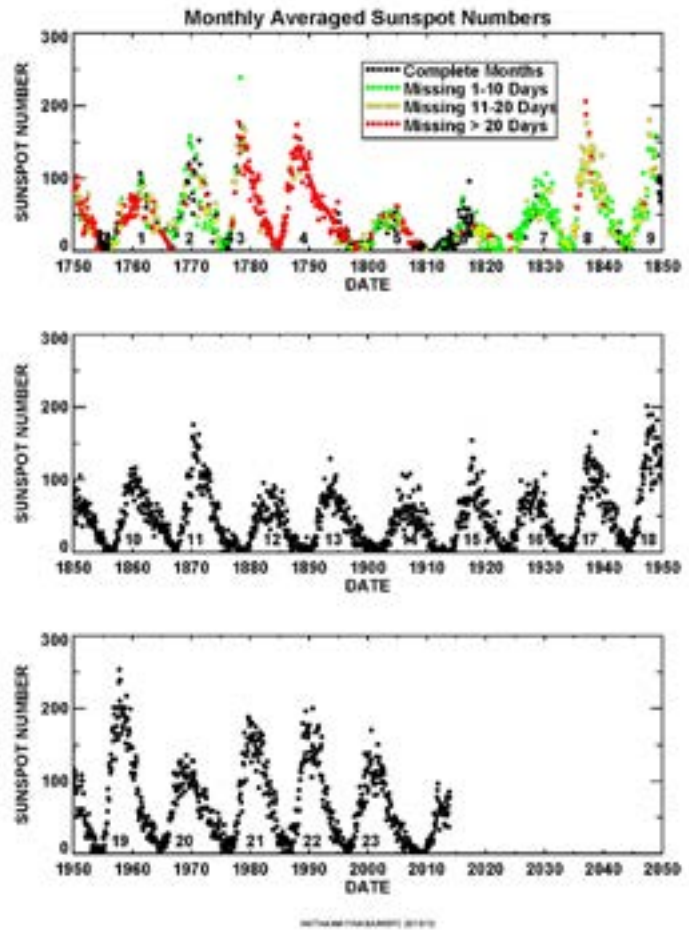 Monthly Averaged Sunspot Numbers
SUNSPOT NUMBER
300
200
100
0
Complete Months
Missing 1-10 Days
Missing 11-20 Days
Missing > 20 Days
1 2 3 4 5 7 8 9
1750 1760 1770 1780 1790 1800 1810 1820 1830 1840 1850
DATE
SUNSPOT NUMBER
300
200
100
0
10 11 12 13 14 15 16 17 18
1850 1860 1870 1880 1890 1900 1910 1920 1930 1940 1950
DATE
SUNSPOT NUMBER
300
200
100
0
19 20 21 22 23
1950 1960 1970 1980 1990 2000 2010 2020 2030 2040 2050
DATE